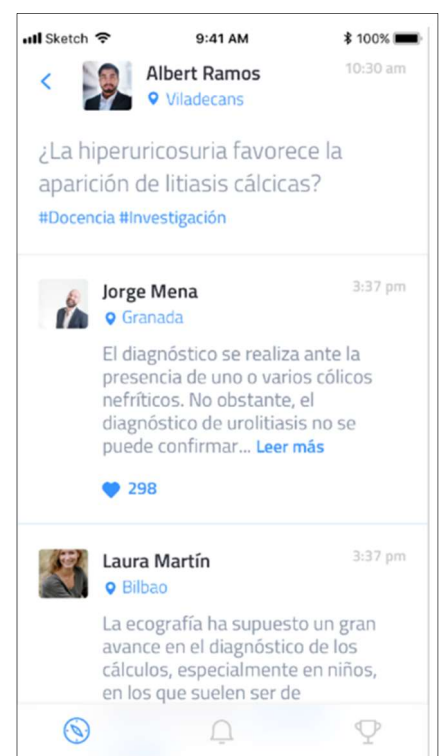 Sketch 9:41 AM 100%
Albert Ramos 10:30 am
Viladecans
¿La hiperuricosuria favorece la
aparición de litiasis cálcicas?
#Docencia #Investigación
Jorge Mena 3:37 pm
Granada
El diagnóstico se realiza ante la
presencia de uno o varios cólicos
nefríticos. No obstante, el
diagnóstico de urolitiasis no se
puede confirmar... Leer más
298
Laura Martín 3:37 pm
Bilbao
La ecografía ha supuesto un gran
avance en el diagnóstico de los
cálculos, especialmente en niños,
en los que suelen ser de